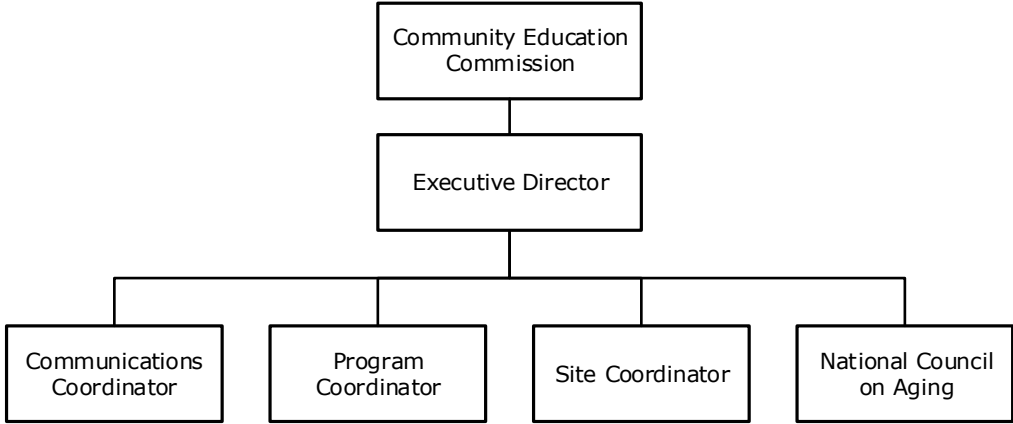 Community Education
Commission
Executive Director
Communications
Coordinator
Program
Coordinator
Site Coordinator
National Council
on Aging